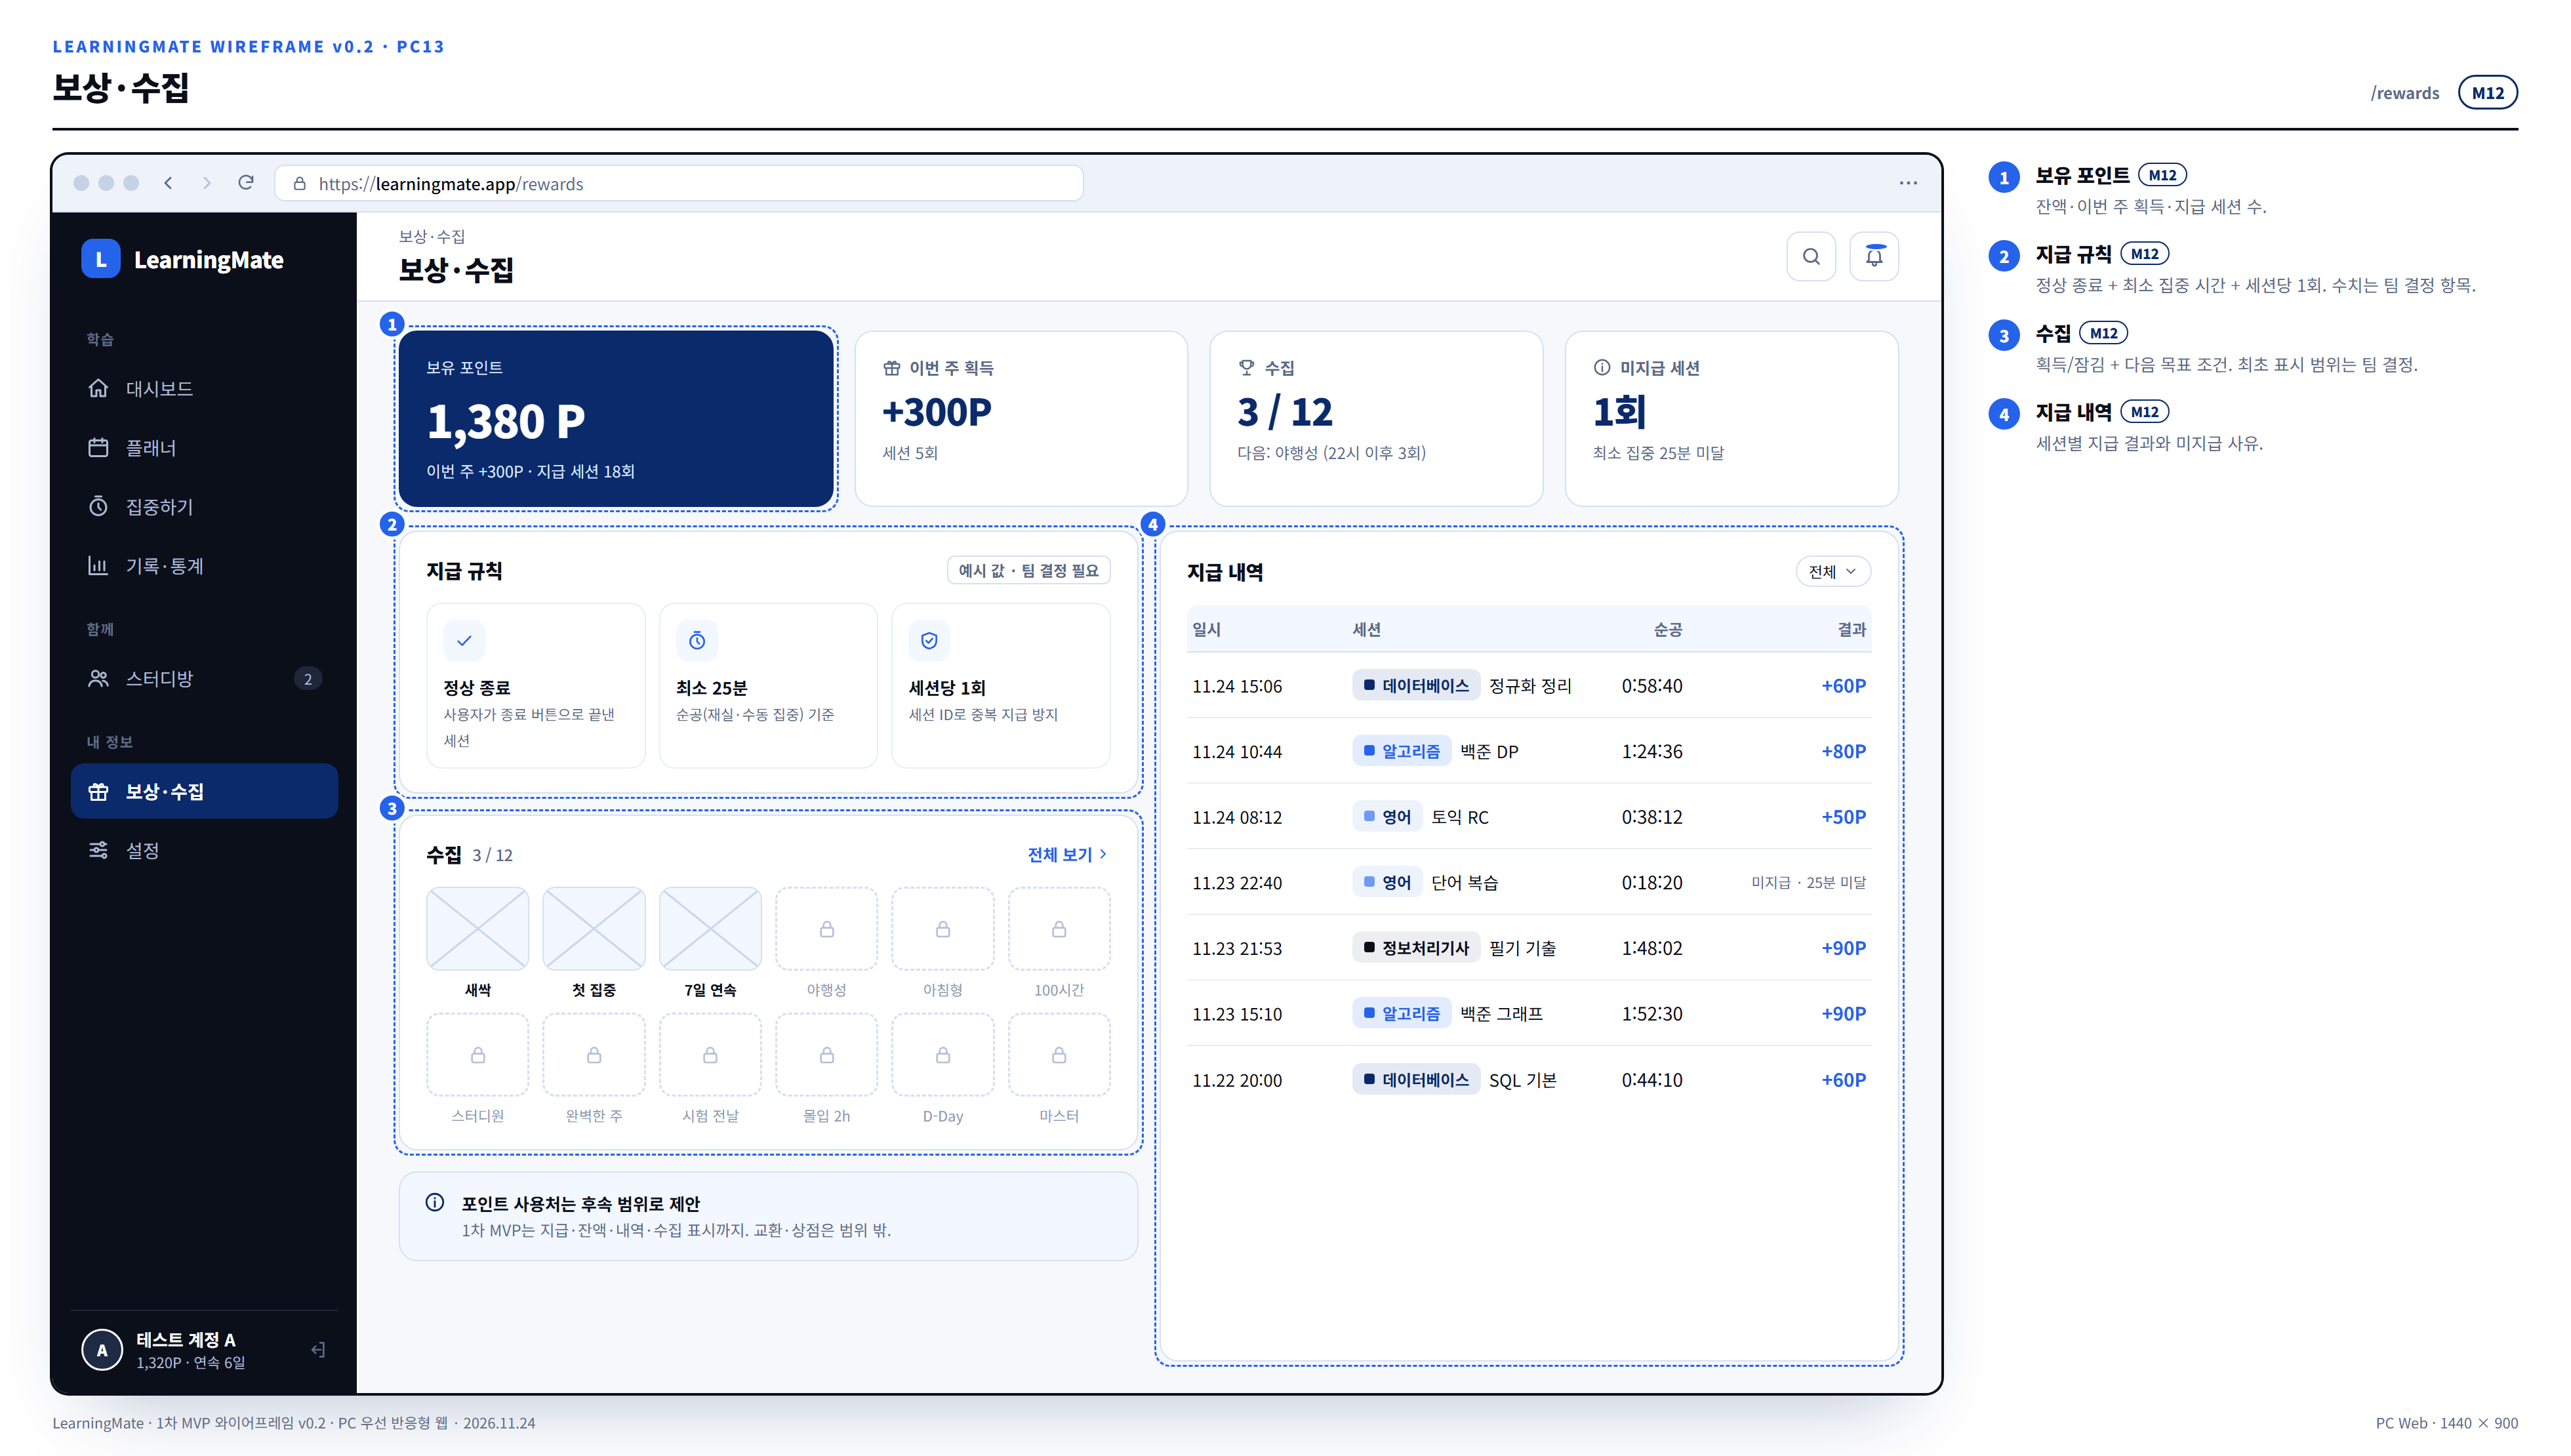 LEARNINGMATE WIREFRAME v0.2 · PC13
보상·수집
/rewards
M12
https://learningmate.app/rewards
L
LearningMate
학습
대시보드
플래너
집중하기
기록·통계
함께
스터디방
2
내 정보
보상·수집
설정
A
테스트 계정 A
1,320P · 연속 6일
보상·수집
보상·수집
1
보유 포인트
1,380 P
이번 주 +300P · 지급 세션 18회
이번 주 획득
+300P
세션 5회
수집
3 / 12
다음: 야행성 (22시 이후 3회)
미지급 세션
1회
최소 집중 25분 미달
2
지급 규칙
예시 값 · 팀 결정 필요
정상 종료
사용자가 종료 버튼으로 끝낸
세션
최소 25분
순공(재실·수동 집중) 기준
세션당 1회
세션 ID로 중복 지급 방지
3
수집 3 / 12
전체 보기
새싹
첫 집중
7일 연속
야행성
아침형
100시간
스터디원
완벽한 주
시험 전날
몰입 2h
D-Day
마스터
포인트 사용처는 후속 범위로 제안
1차 MVP는 지급·잔액·내역·수집 표시까지. 교환·상점은 범위 밖.
4
지급 내역
전체
일시 세션 순공 결과
11.24 15:06 데이터베이스 정규화 정리 0:58:40 +60P
11.24 10:44 알고리즘 백준 DP 1:24:36 +80P
11.24 08:12 영어 토익 RC 0:38:12 +50P
11.23 22:40 영어 단어 복습 0:18:20 미지급 · 25분 미달
11.23 21:53 정보처리기사 필기 기출 1:48:02 +90P
11.23 15:10 알고리즘 백준 그래프 1:52:30 +90P
11.22 20:00 데이터베이스 SQL 기본 0:44:10 +60P
1
보유 포인트 M12
잔액·이번 주 획득·지급 세션 수.
2
지급 규칙 M12
정상 종료 + 최소 집중 시간 + 세션당 1회. 수치는 팀 결정 항목.
3
수집 M12
획득/잠김 + 다음 목표 조건. 최초 표시 범위는 팀 결정.
4
지급 내역 M12
세션별 지급 결과와 미지급 사유.
LearningMate · 1차 MVP 와이어프레임 v0.2 · PC 우선 반응형 웹 · 2026.11.24
PC Web · 1440 × 900